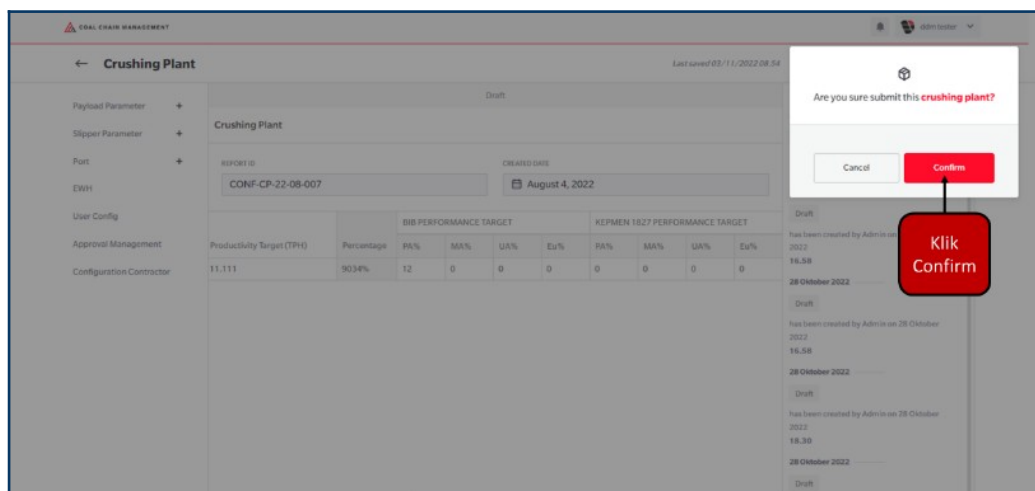 COAL CHAIN MANAGEMENT
ddm tester
← Crushing Plant
Last saved 03/11/2022 08:54
Are you sure submit this crushing plant?
Cancel
Confirm
Klik
Confirm
Payload Parameter +
Slipper Parameter +
Port +
EWH
User Config
Approval Management
Configuration Contractor
Draft
Crushing Plant
REPORT ID
CREATED DATE
CONF-CP-22-08-007
August 4, 2022
BIB PERFORMANCE TARGET
KEPMEN 1827 PERFORMANCE TARGET
Productivity Target (TPH) Percentage PA% MA% UA% Eu% PA% MA% UA% Eu%
11.111 9034% 12 0 0 0 0 0 0 0
Draft
has been created by Admin on
2022
16.58
28 Oktober 2022
Draft
has been created by Admin on 28 Oktober
2022
16.58
28 Oktober 2022
Draft
has been created by Admin on 28 Oktober
2022
18.30
28 Oktober 2022
Draft